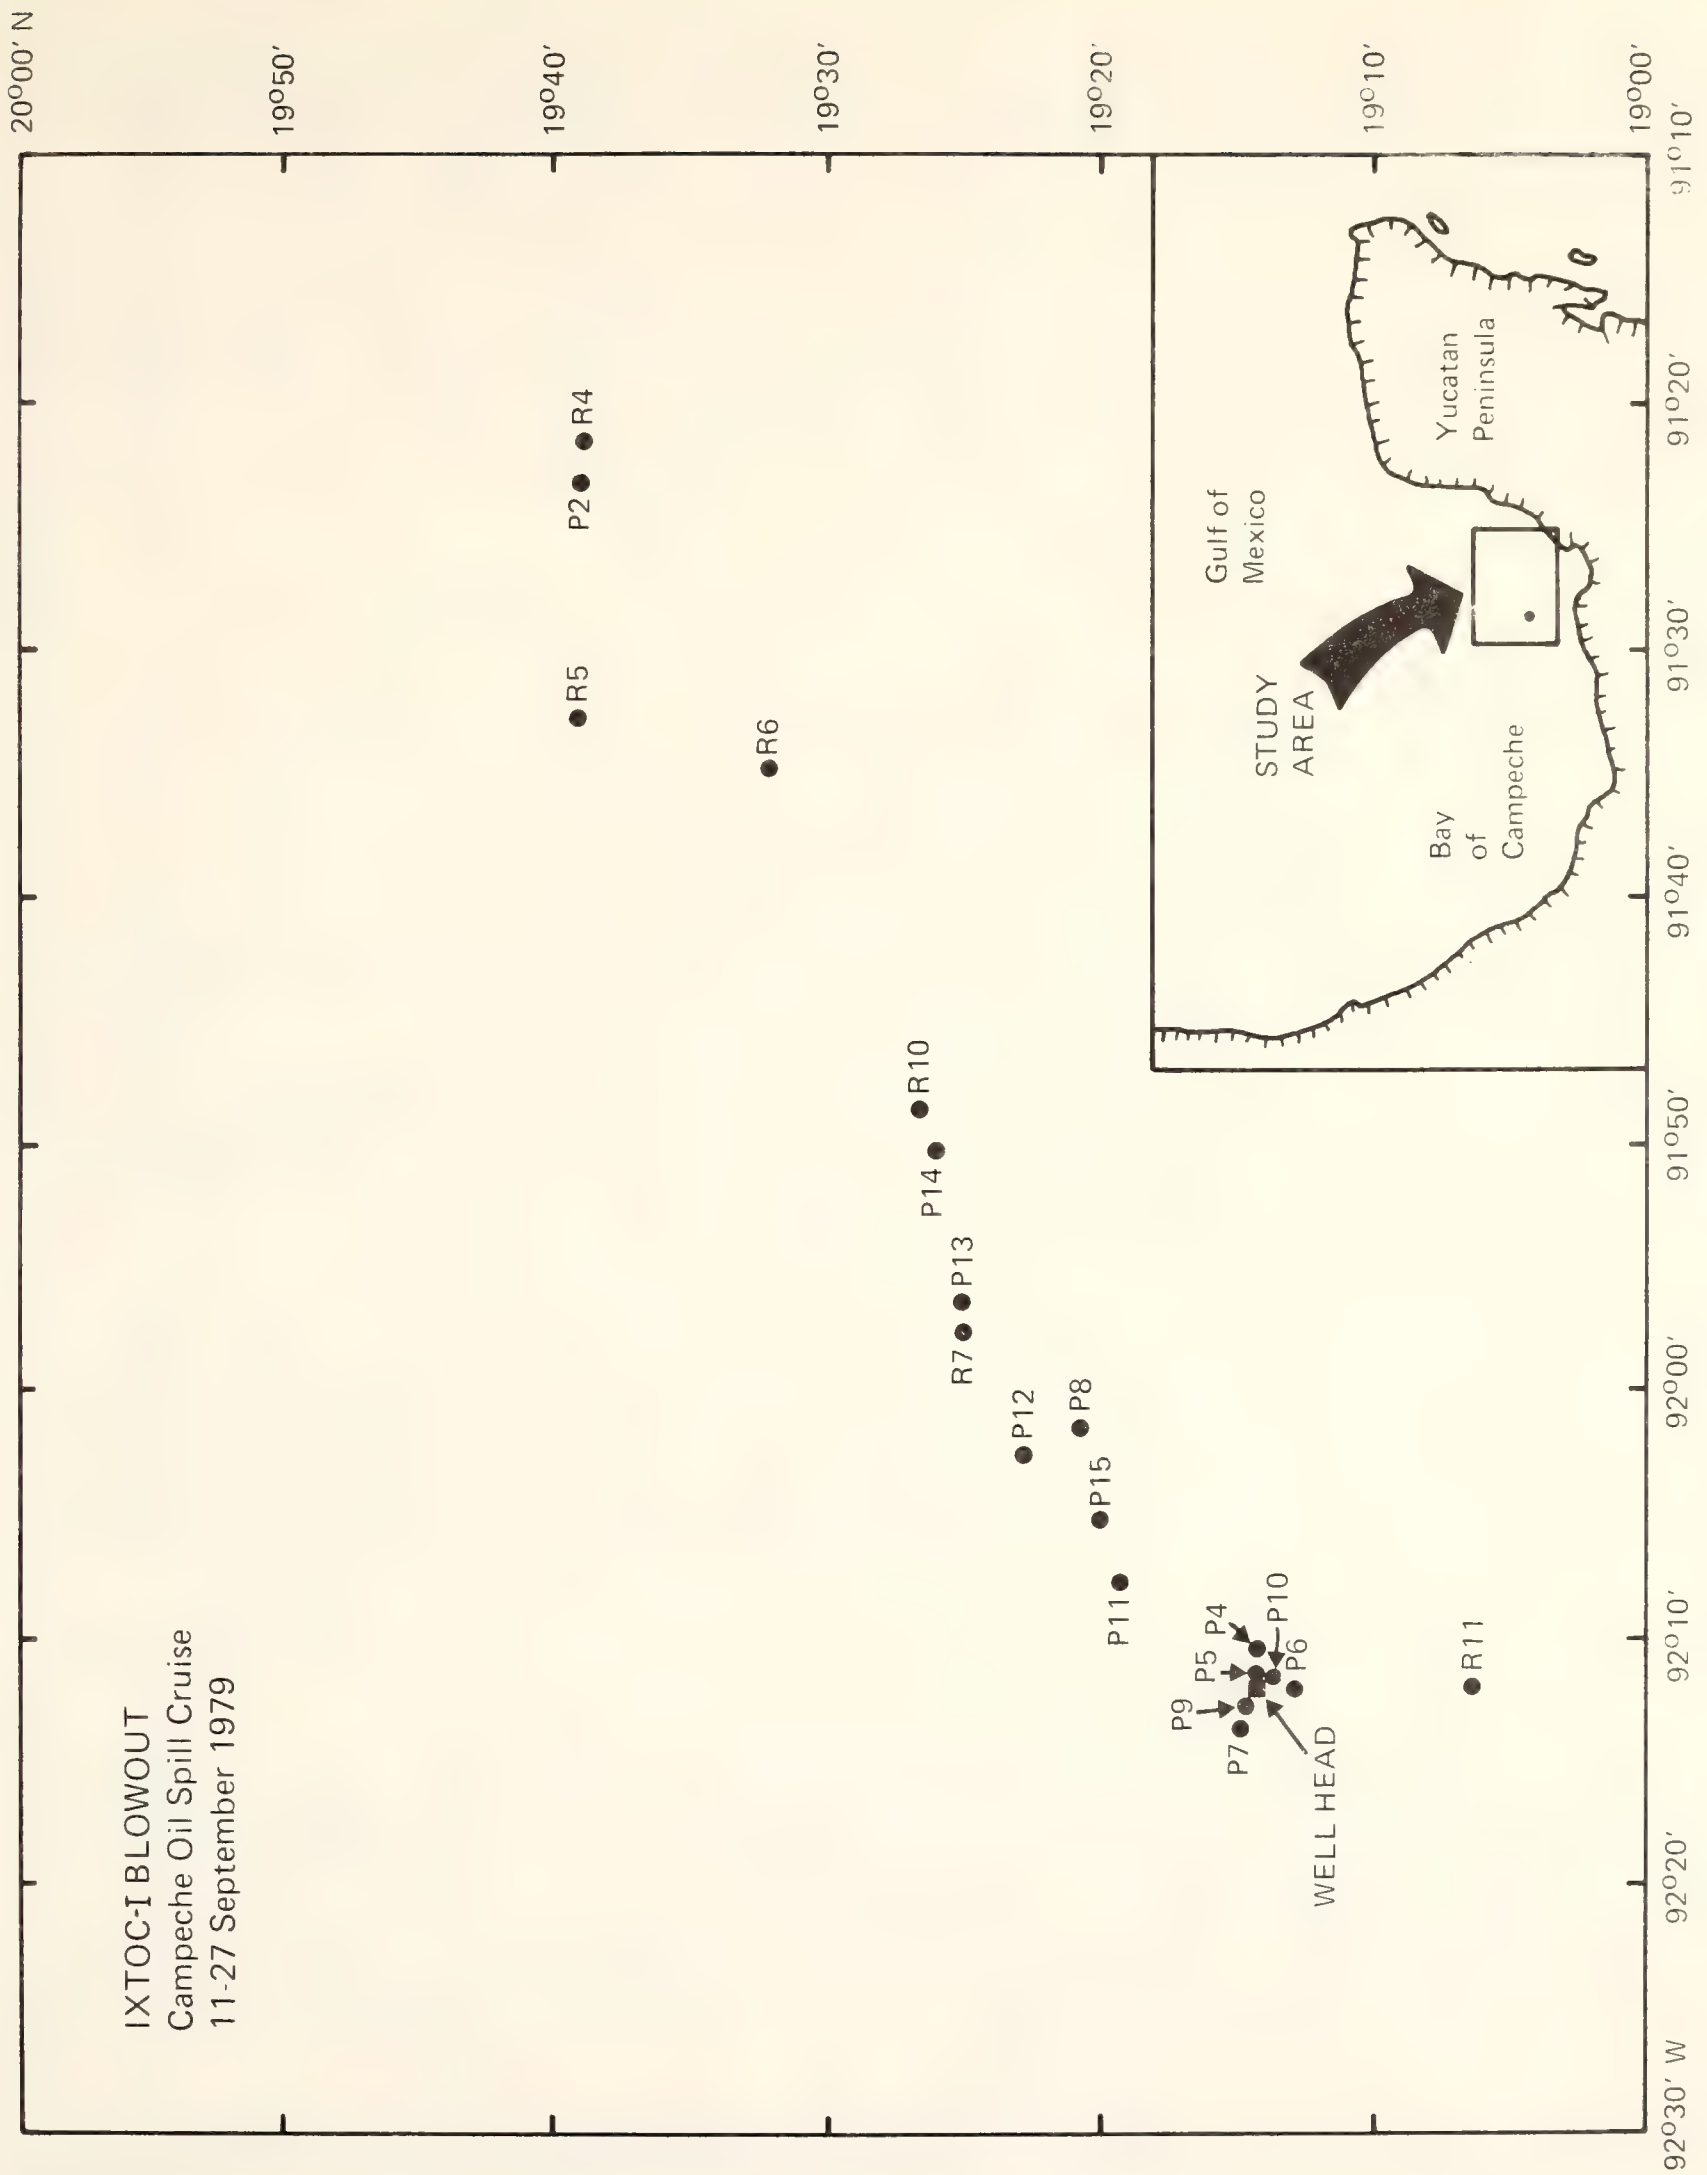 IXTOC-I BLOWOUT
Campeche Oil Spill Cruise
11-27 September 1979
20°00' N
19°50'
19°40'
19°30'
19°20'
19°10'
19°00'
P2
R4
R5
R6
R10
P14
P13
R7
P12
P8
P15
P11
P4
P5
P10
P9
P6
P7
WELL HEAD
R11
Gulf of
Mexico
STUDY
AREA
Yucatan
Peninsula
Bay
of
Campeche
92°30' W
92°20'
92°10'
92°00'
91°50'
91°40'
91°30'
91°20'
91°10'